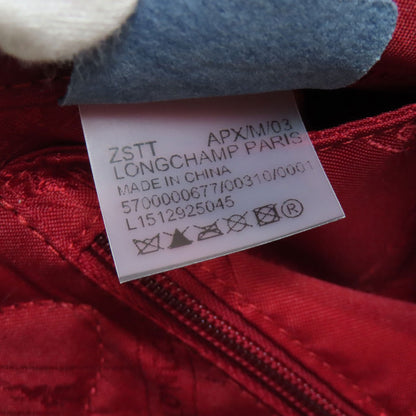 ZSTT APX/M/03
LONGCHAMP PARIS
MADE IN CHINA
5700000677/00310/0001
L1512925045
®